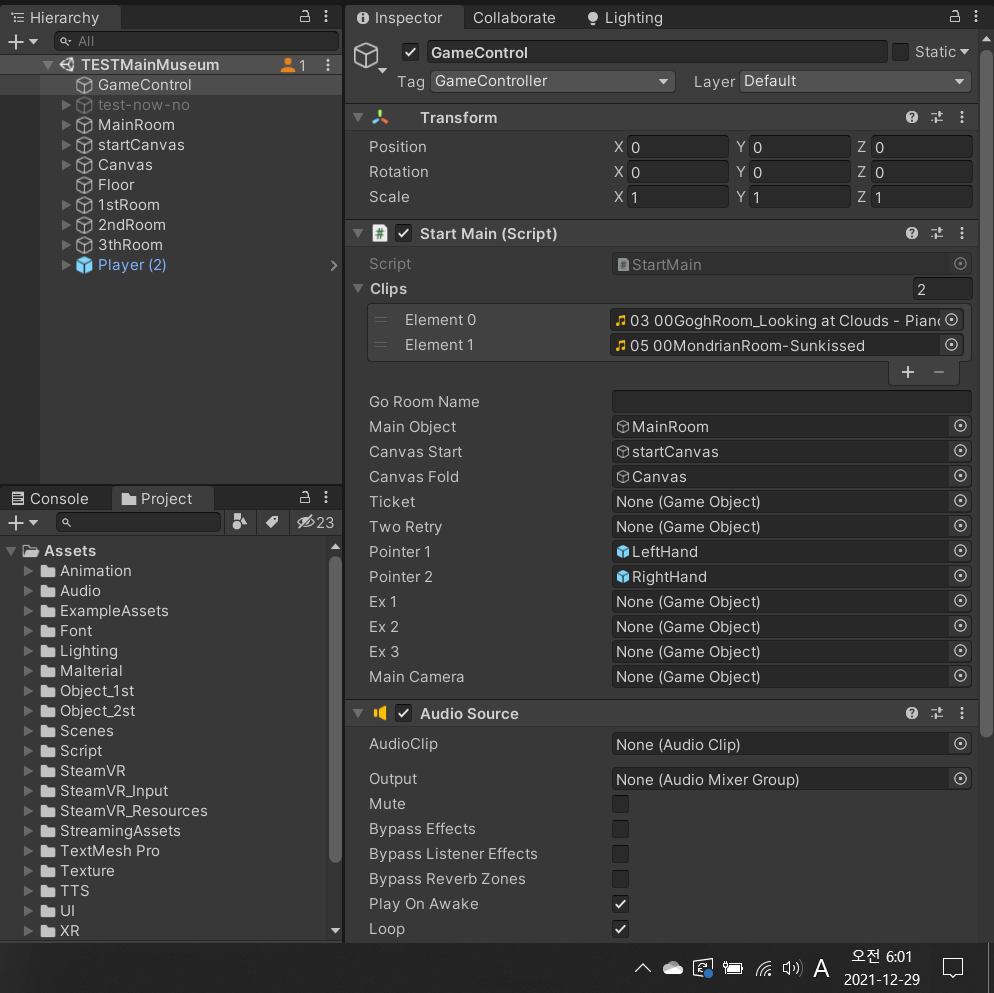 Hierarchy
All
TESTMainMuseum 1
GameControl
test-now-no
MainRoom
startCanvas
Canvas
Floor
1stRoom
2ndRoom
3thRoom
Player (2)
Console Project
23
Assets
Animation
Audio
ExampleAssets
Font
Lighting
Malterial
Object_1st
Object_2st
Scenes
Script
SteamVR
SteamVR_Input
SteamVR_Resources
StreamingAssets
TextMesh Pro
Texture
TTS
UI
XR
Inspector Collaborate Lighting
GameControl Static
Tag GameController Layer Default
Transform
Position X 0 Y 0 Z 0
Rotation X 0 Y 0 Z 0
Scale X 1 Y 1 Z 1
# Start Main (Script)
Script # StartMain
Clips 2
Element 0 03 00GoghRoom_Looking at Clouds - Piano
Element 1 05 00MondrianRoom-Sunkissed
Go Room Name
Main Object MainRoom
Canvas Start startCanvas
Canvas Fold Canvas
Ticket None (Game Object)
Two Retry None (Game Object)
Pointer 1 LeftHand
Pointer 2 RightHand
Ex 1 None (Game Object)
Ex 2 None (Game Object)
Ex 3 None (Game Object)
Main Camera None (Game Object)
Audio Source
AudioClip None (Audio Clip)
Output None (Audio Mixer Group)
Mute
Bypass Effects
Bypass Listener Effects
Bypass Reverb Zones
Play On Awake
Loop
A 오전 6:01
2021-12-29